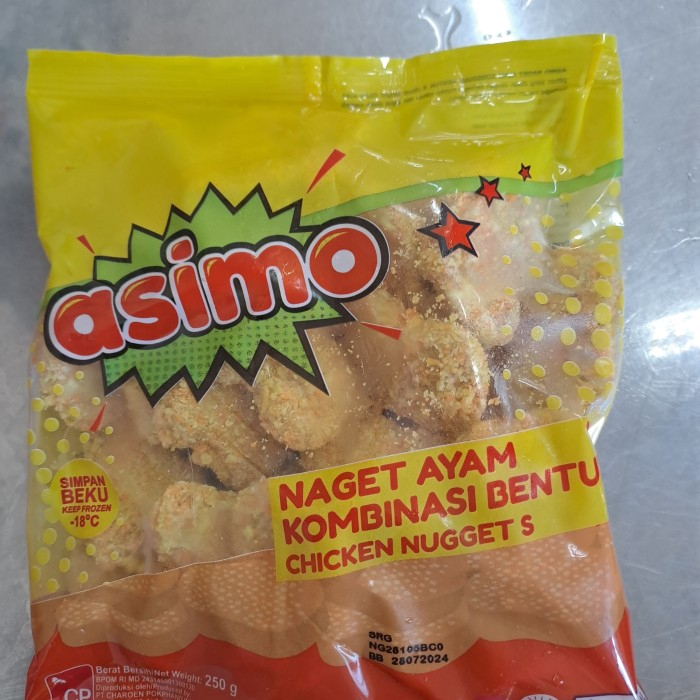 asimo
SIMPAN
BEKU
KEEP FROZEN
-18°C
NAGET AYAM
KOMBINASI BENTU
CHICKEN NUGGET S
SRG
BB 28072024
Berat Bersih/Net Weight: 250 g
BPOM RI MD
Diproduksi oleh/Produced by
PT CHAROEN POKPHAND
CP